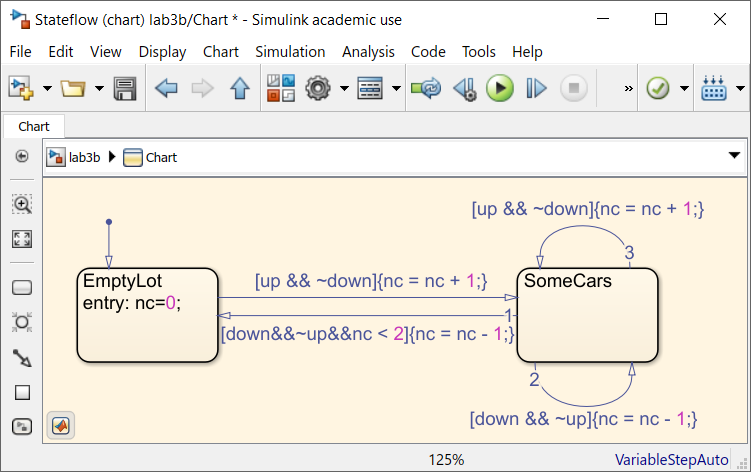 Stateflow (chart) lab3b/Chart * - Simulink academic use
File Edit View Display Chart Simulation Analysis Code Tools Help
»
Chart
lab3b Chart
[up && ~down]{nc = nc + 1;}
3
EmptyLot
entry: nc=0;
[up && ~down]{nc = nc + 1;}
SomeCars
1
[down&&~up&&nc < 2]{nc = nc - 1;}
2
[down && ~up]{nc = nc - 1;}
125% VariableStepAuto